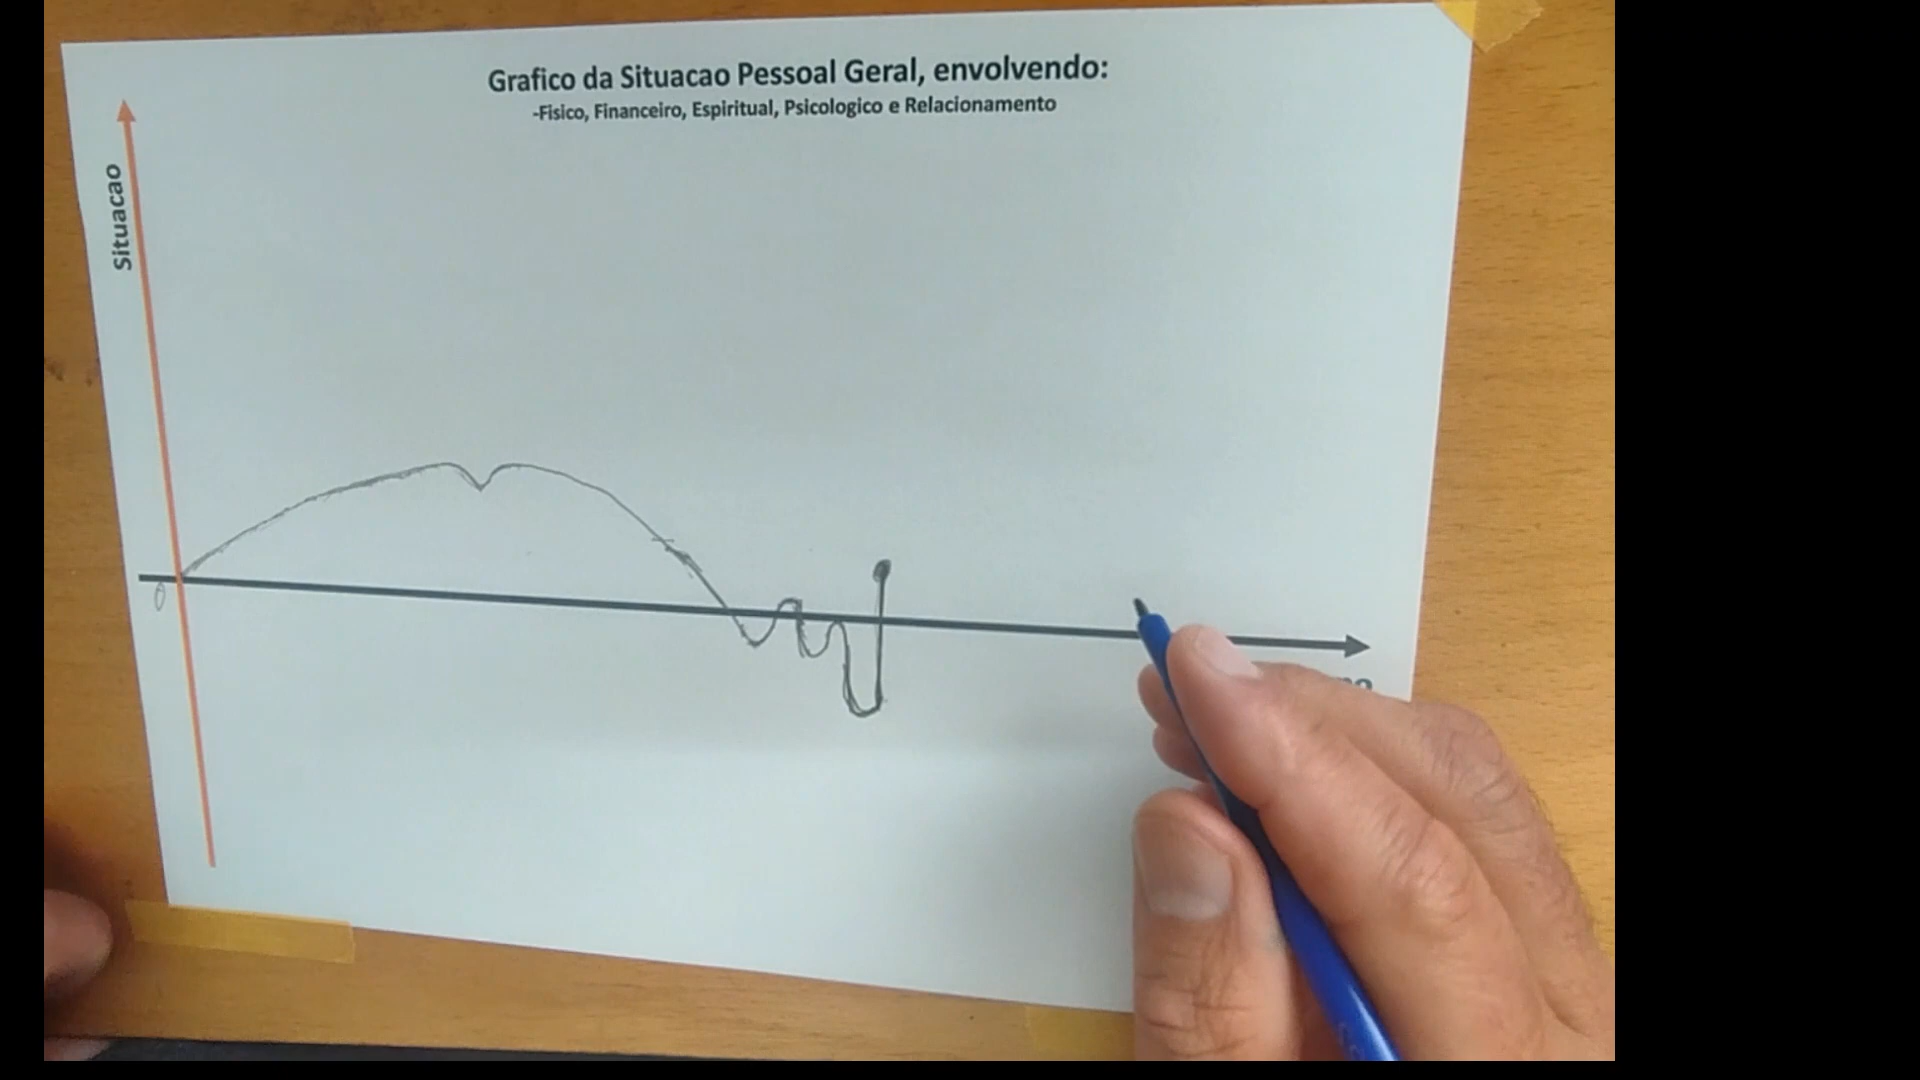 Grafico da Situacao Pessoal Geral, envolvendo:
-Fisico, Financeiro, Espiritual, Psicologico e Relacionamento
Situacao
0